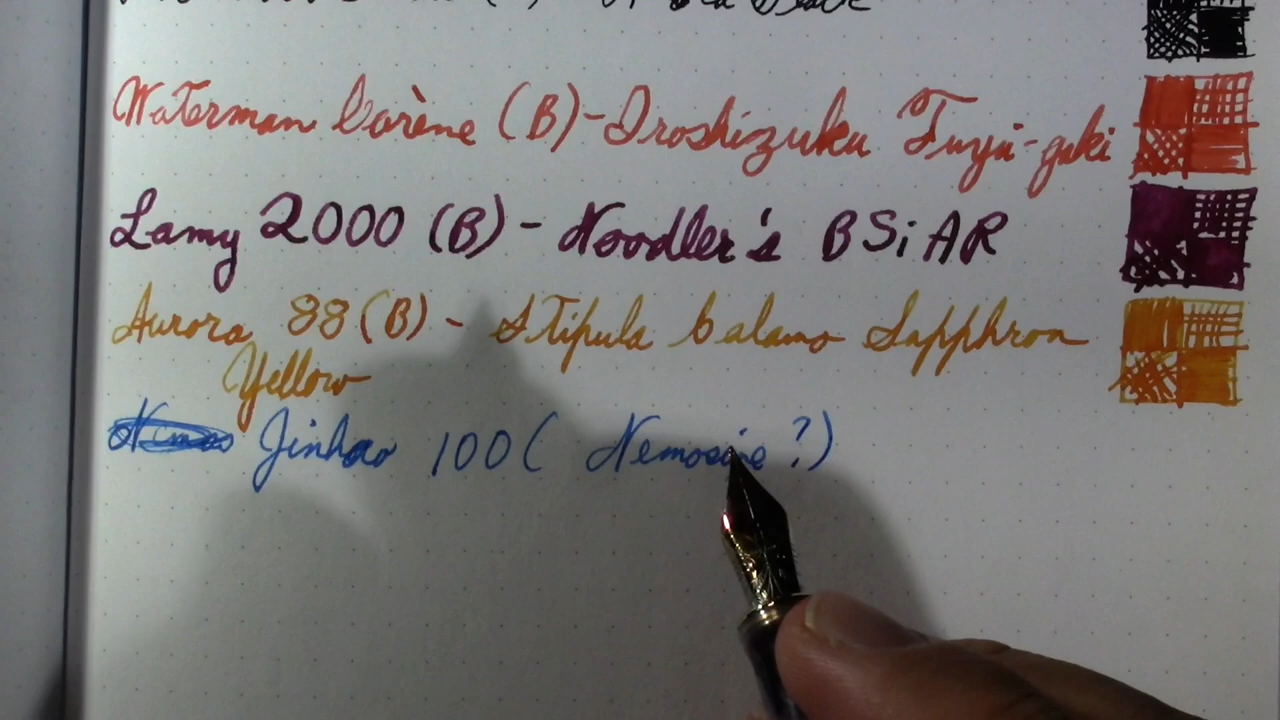 Waterman Carène (B)-Iroshizuku Fuyu-gaki
Lamy 2000 (B) - Noodler's BSiAR
Aurora 88 (B) - Stipula Calamo Sapphron
Yellow
Jinhao 100 ( Nemosine ?)